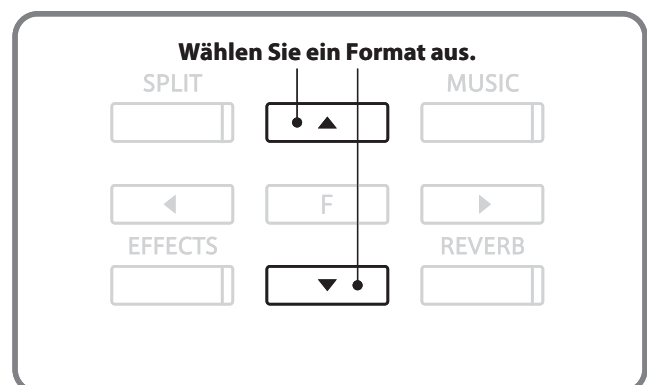 Wählen Sie ein Format aus.
SPLIT MUSIC
F
EFFECTS REVERB